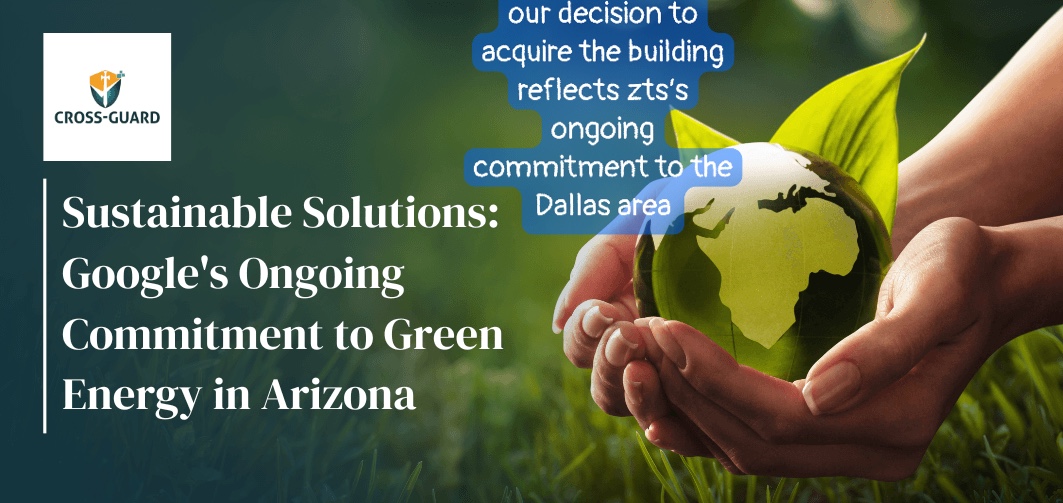 our decision to
acquire the building
reflects zts's
ongoing
commitment to the
Dallas area
CROSS-GUARD
Sustainable Solutions:
Google's Ongoing
Commitment to Green
Energy in Arizona